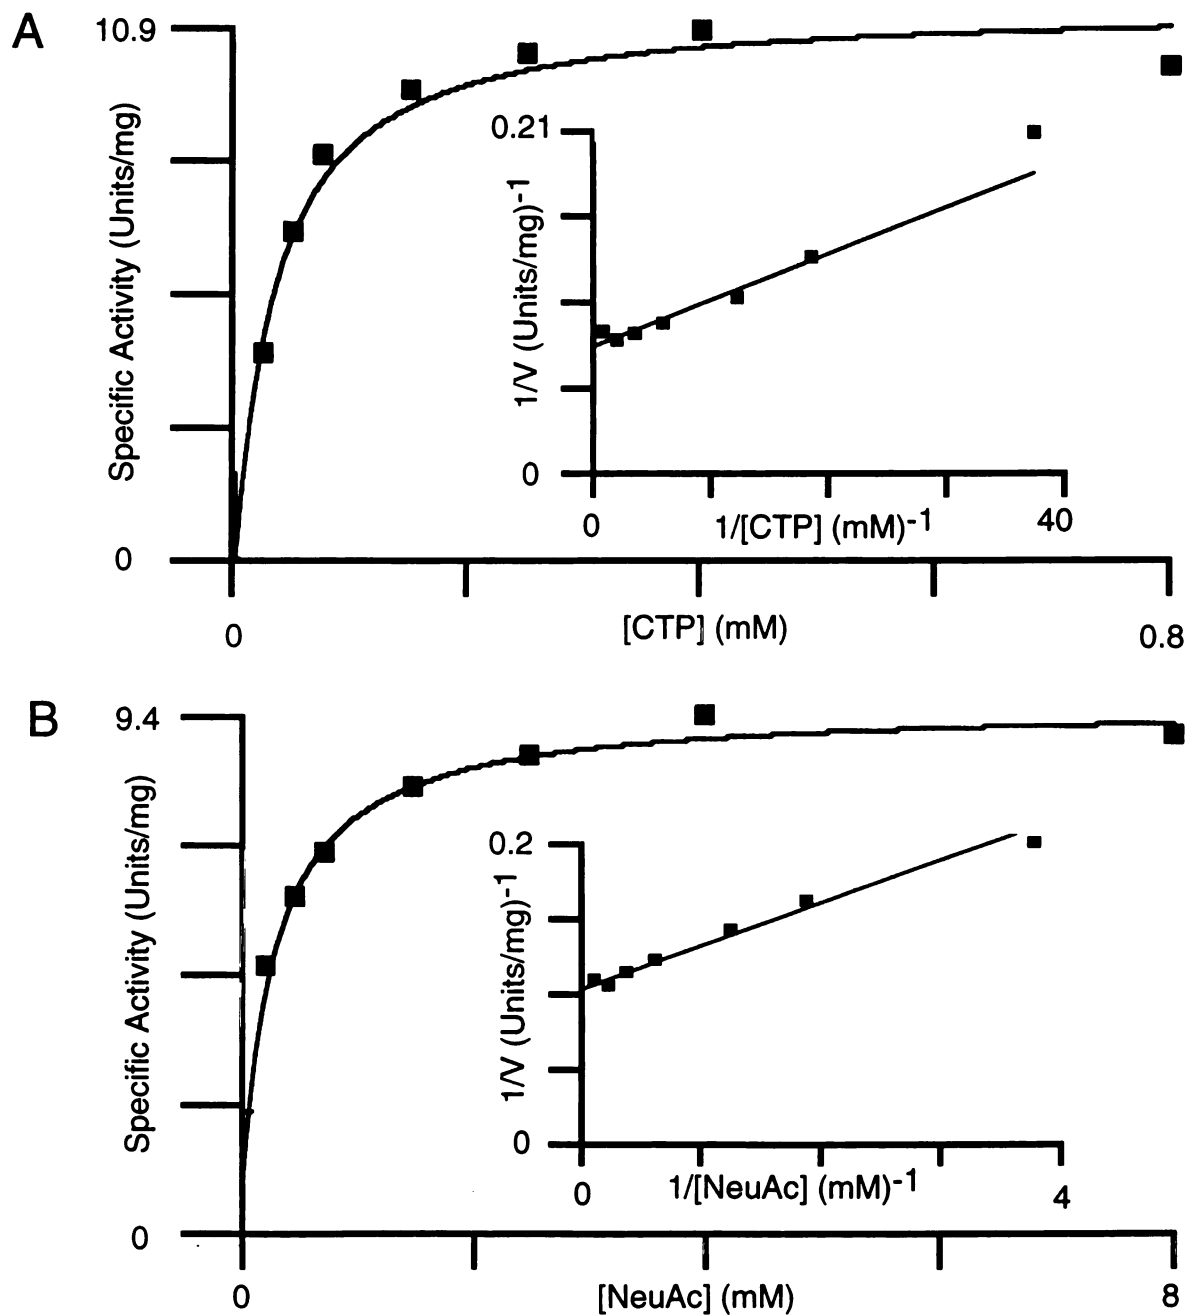 A
10.9
Specific Activity (Units/mg)
0
0
[CTP] (mM)
0.8
0.21
1/V (Units/mg)-1
0
0
1/[CTP] (mM)-1
40
B
9.4
Specific Activity (Units/mg)
0
0
[NeuAc] (mM)
8
0.2
1/V (Units/mg)-1
0
0
1/[NeuAc] (mM)-1
4